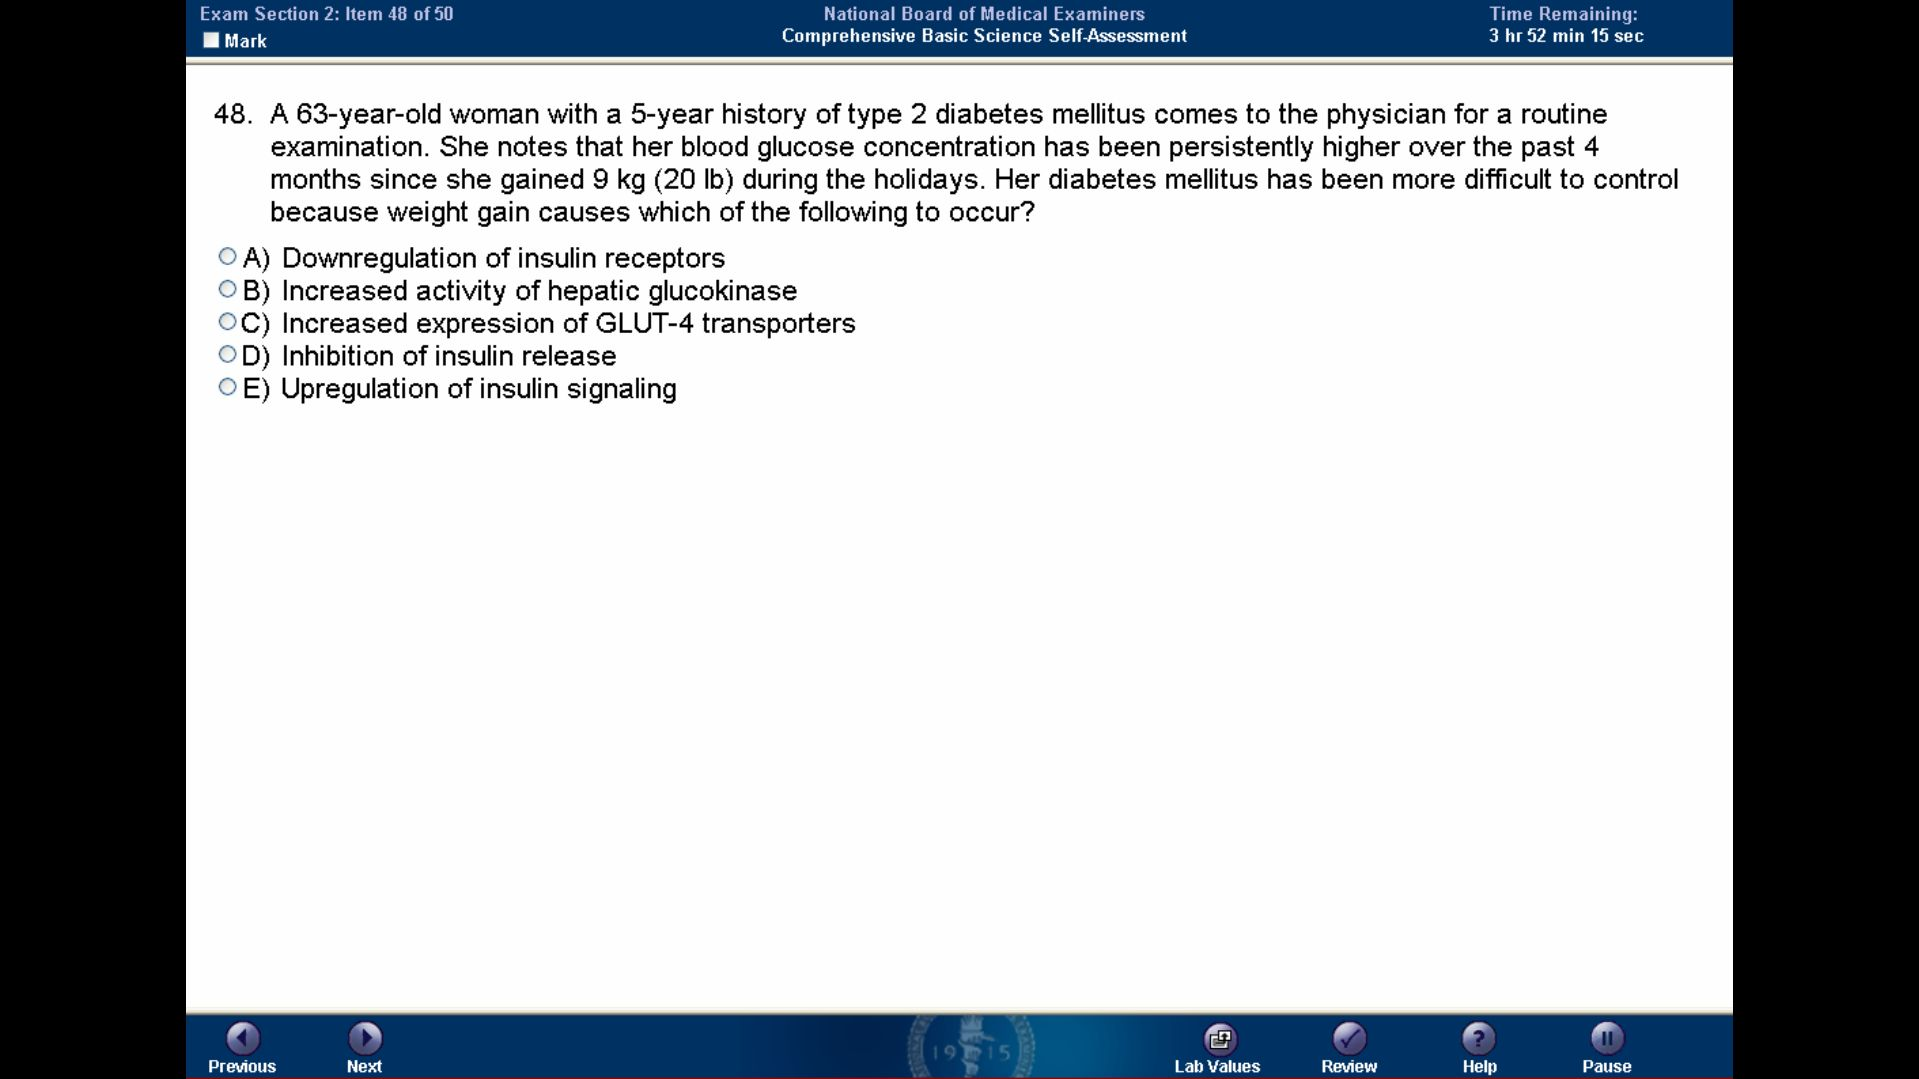 Exam Section 2: Item 48 of 50
National Board of Medical Examiners
Time Remaining:
Mark
Comprehensive Basic Science Self-Assessment
3 hr 52 min 15 sec
48. A 63-year-old woman with a 5-year history of type 2 diabetes mellitus comes to the physician for a routine
examination. She notes that her blood glucose concentration has been persistently higher over the past 4
months since she gained 9 kg (20 lb) during the holidays. Her diabetes mellitus has been more difficult to control
because weight gain causes which of the following to occur?
A) Downregulation of insulin receptors
B) Increased activity of hepatic glucokinase
C) Increased expression of GLUT-4 transporters
D) Inhibition of insulin release
E) Upregulation of insulin signaling
1915
Previous
Next
Lab Values
Review
Help
Pause